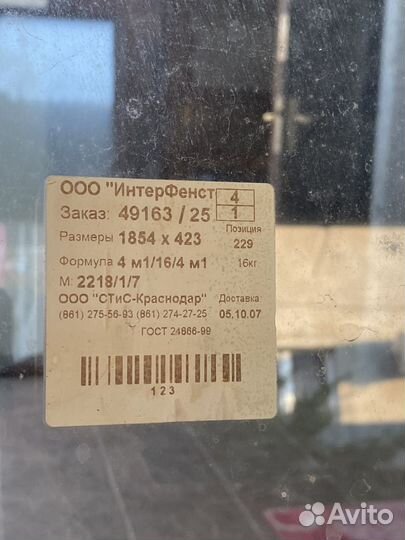 ООО "ИнтерФенст 4
Заказ: 49163 / 25 1
Размеры 1854 x 423 Позиция 229
Формула 4 м1/16/4 м1 16кг
М: 2218/1/7
ООО "СТиС-Краснодар" Доставка
(861) 275-56-93 (861) 274-27-25 05.10.07
ГОСТ 24866-99
123
Avito